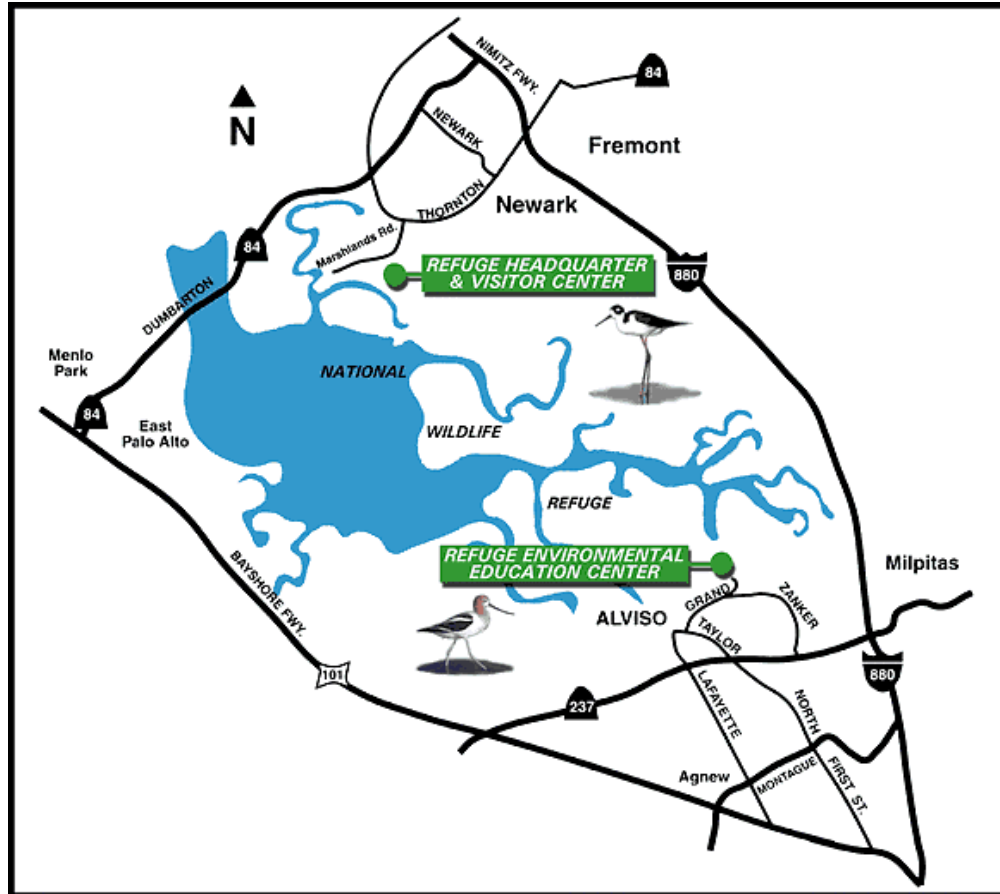 NIMITZ FWY.
84
N
NEWARK
Fremont
THORNTON
Newark
Marshlands Rd.
84
REFUGE HEADQUARTER
& VISITOR CENTER
880
DUMBARTON
Menlo
Park
NATIONAL
84
East
Palo Alto
WILDLIFE
REFUGE
REFUGE ENVIRONMENTAL
EDUCATION CENTER
Milpitas
BAYSHORE FWY.
GRAND
ZANKER
ALVISO
TAYLOR
101
880
237
LAFAYETTE
NORTH
FIRST ST.
Agnew
MONTAGUE